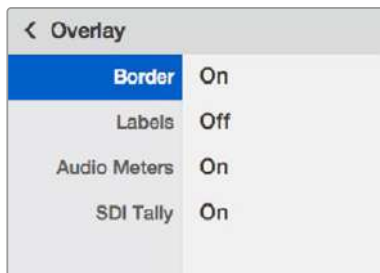 < Overlay
Border On
Labels Off
Audio Meters On
SDI Tally On